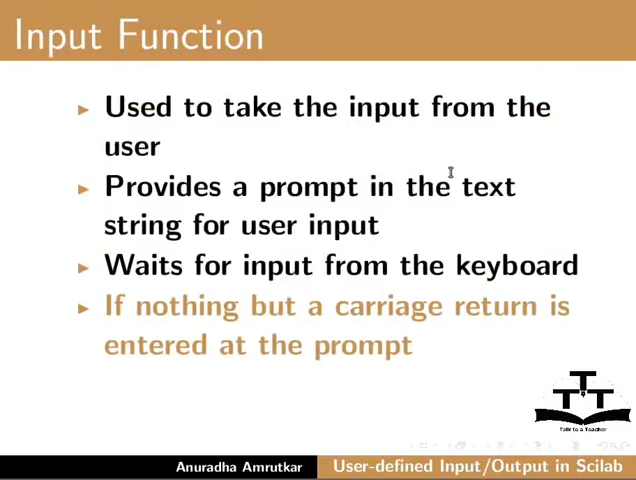 Input Function
Used to take the input from the
user
Provides a prompt in the text
string for user input
Waits for input from the keyboard
If nothing but a carriage return is
entered at the prompt
T T T
Talk to a Teacher
Anuradha Amrutkar
User-defined Input/Output in Scilab